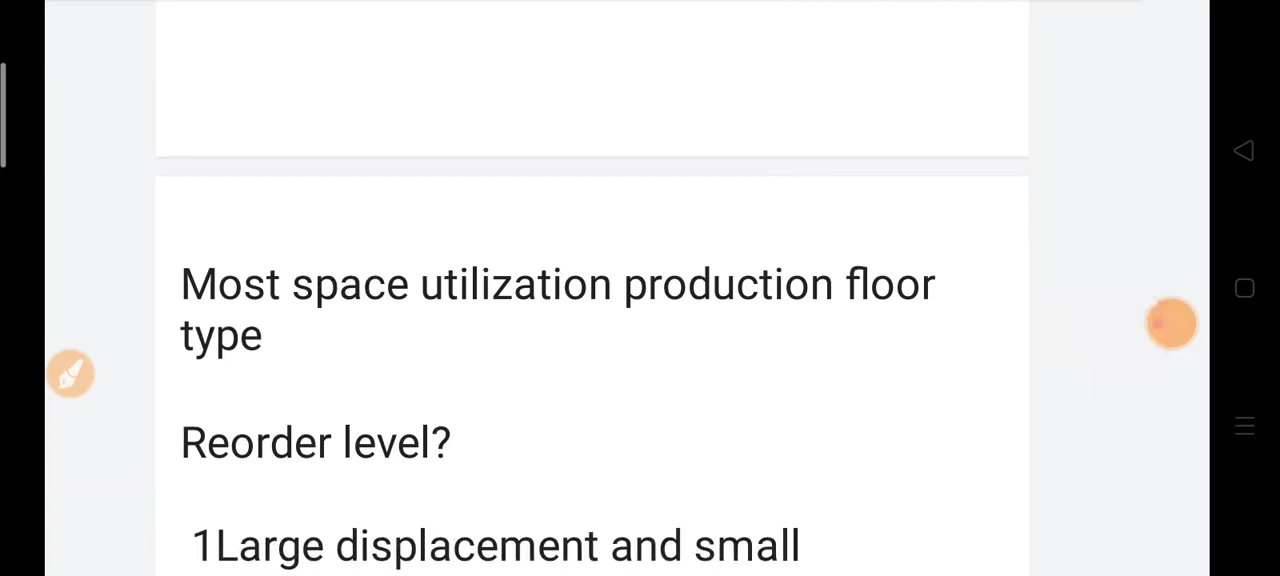 Most space utilization production floor
type
Reorder level?
1Large displacement and small